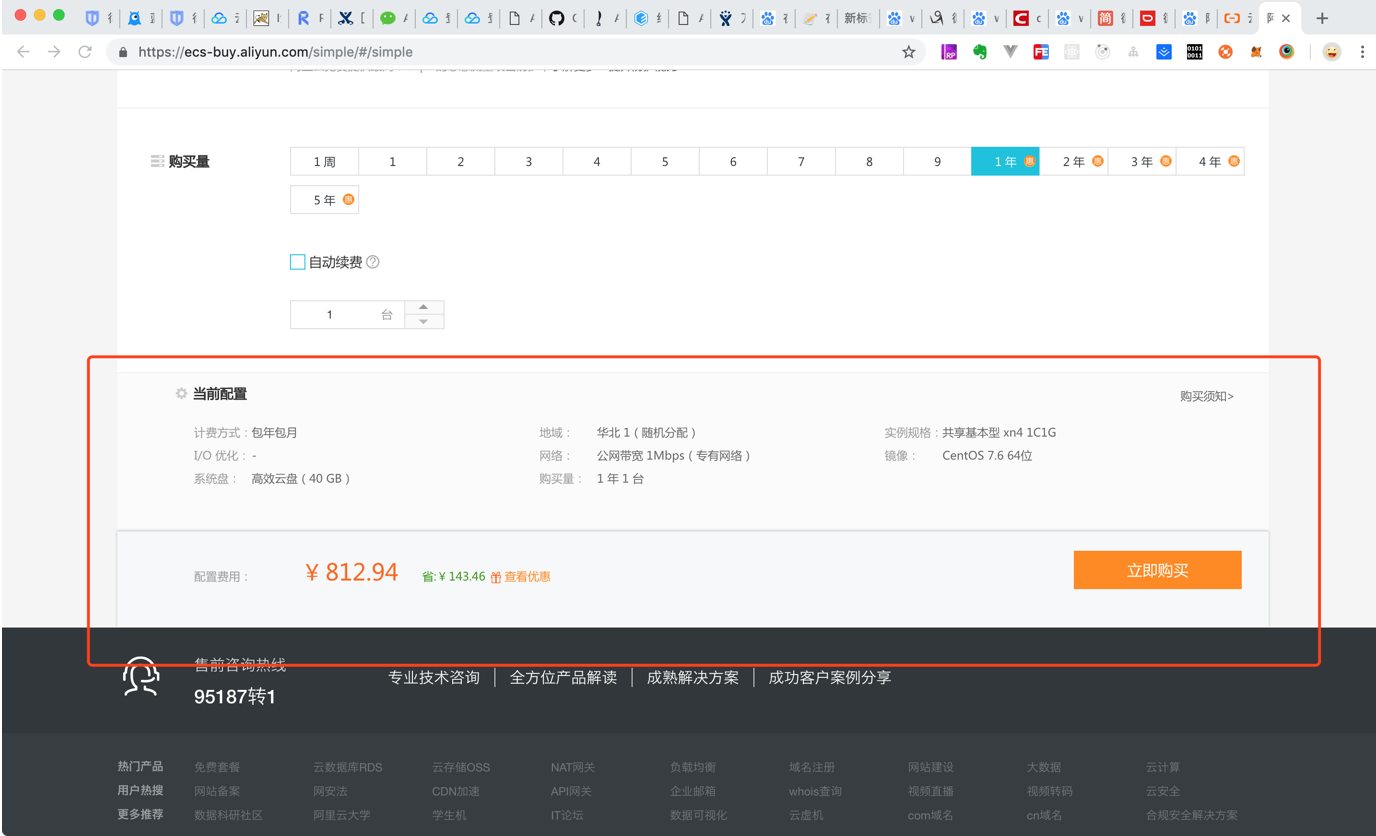 新标
https://ecs-buy.aliyun.com/simple/#/simple
购买量
1 周 1 2 3 4 5 6 7 8 9 1 年 惠 2 年 惠 3 年 惠 4 年 惠
5 年 惠
自动续费 ?
1 台
当前配置
购买须知>
计费方式： 包年包月 地域： 华北 1 ( 随机分配 ) 实例规格： 共享基本型 xn4 1C1G
I/O 优化： - 网络： 公网带宽 1Mbps ( 专有网络 ) 镜像： CentOS 7.6 64位
系统盘： 高效云盘 ( 40 GB ) 购买量： 1 年 1 台
配置费用： ¥ 812.94 省: ¥ 143.46 查看优惠 立即购买
售前咨询热线
95187转1
专业技术咨询 | 全方位产品解读 | 成熟解决方案 | 成功客户案例分享
热门产品 免费套餐 云数据库RDS 云存储OSS NAT网关 负载均衡 域名注册 网站建设 大数据 云计算
用户热搜 网站备案 网安法 CDN加速 API网关 企业邮箱 whois查询 视频直播 视频转码 云安全
更多推荐 数据科研社区 阿里云大学 学生机 IT论坛 数据可视化 云虚机 com域名 cn域名 合规安全解决方案